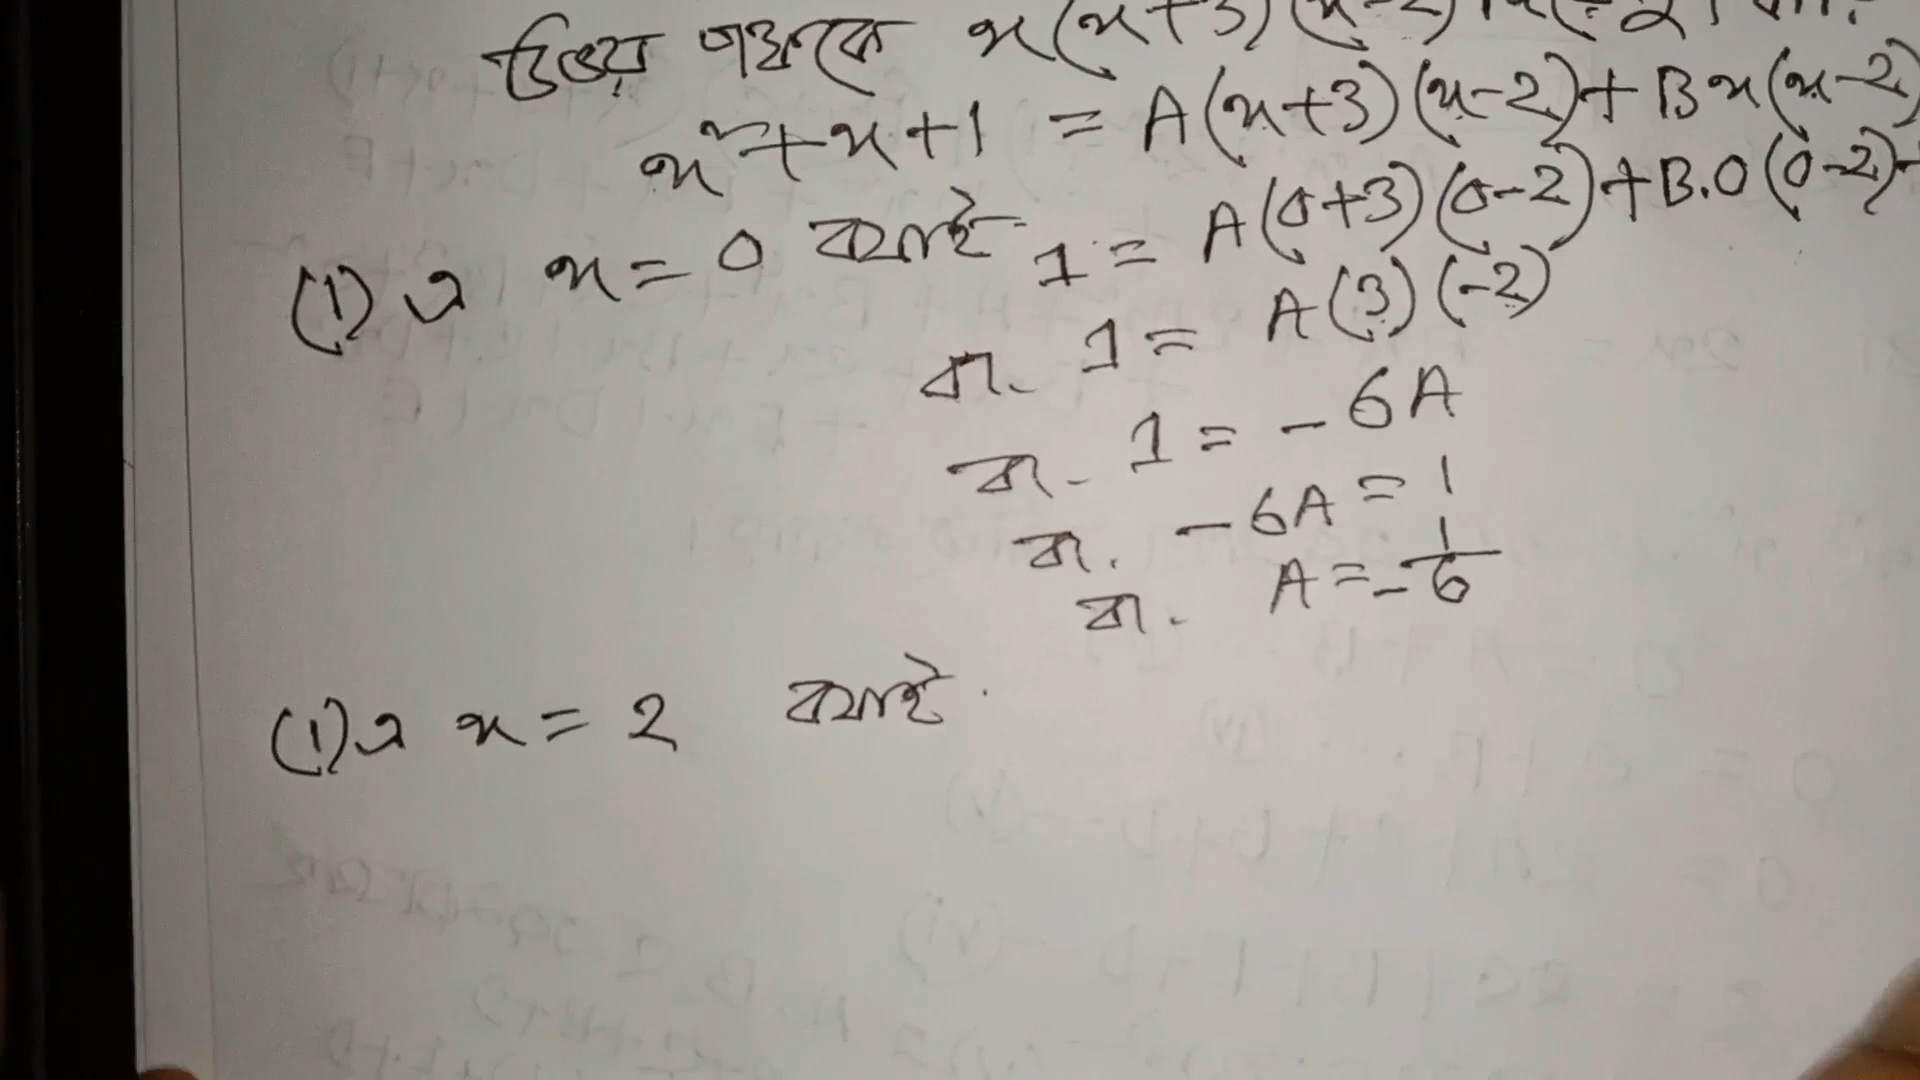 উভয় পক্ষকে x(x+3)(x-2)
x²+x+1 = A(x+3)(x-2)+Bx(x-2)
(1) এ x=0 বসাই 1 = A(0+3)(0-2)+B.0(0-2)+
বা. 1 = A(3)(-2)
বা. 1 = -6A
বা. -6A = 1
বা. A = -1/6
(1) এ x = 2 বসাই